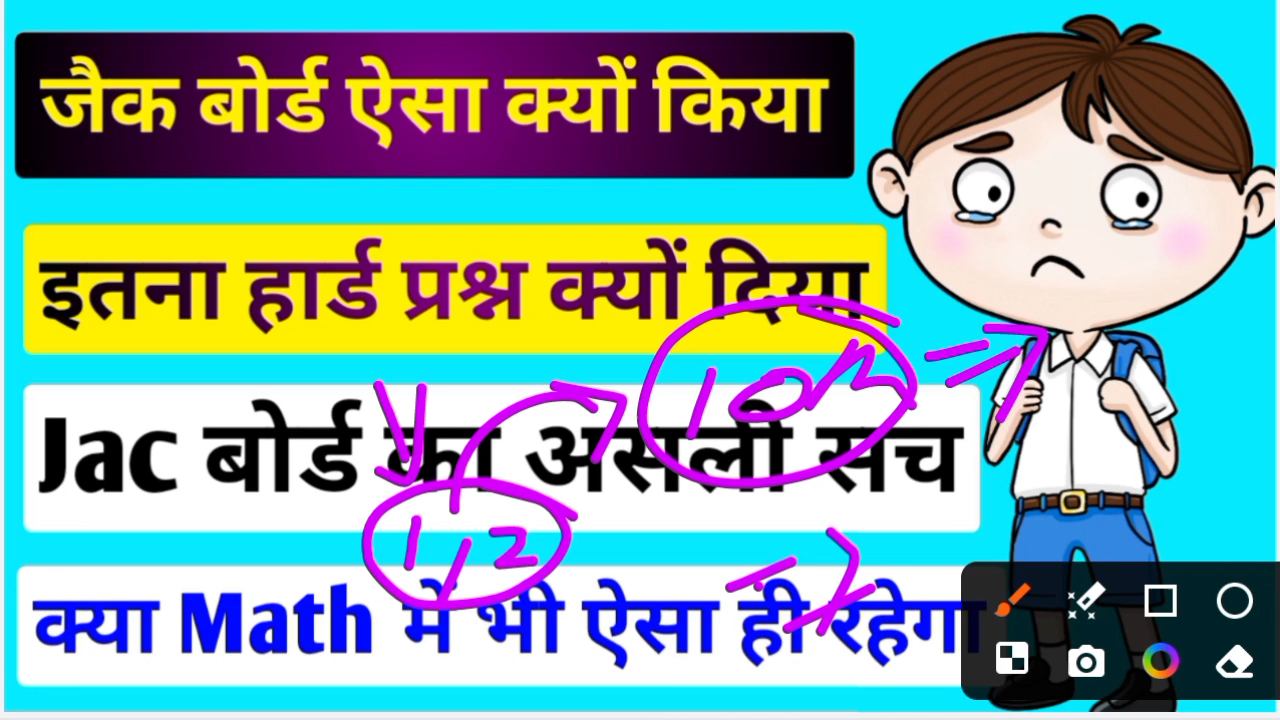 जैक बोर्ड ऐसा क्यों किया
इतना हार्ड प्रश्न क्यों दिया
Jac बोर्ड का असली सच
1,2
क्या Math में भी ऐसा ही रहेगा